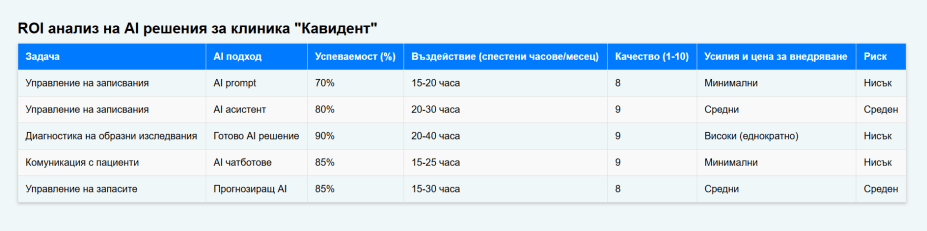 ROI анализ на AI решения за клиника "Кавидент"
Задача AI подход Успеваемост (%) Въздействие (спестени часове/месец) Качество (1-10) Усилия и цена за внедряване Риск
Управление на записвания AI prompt 70% 15-20 часа 8 Минимални Нисък
Управление на записвания AI асистент 80% 20-30 часа 9 Средни Среден
Диагностика на образни изследвания Готово AI решение 90% 20-40 часа 9 Високи (еднократно) Нисък
Комуникация с пациенти AI чатботове 85% 15-25 часа 9 Минимални Нисък
Управление на запасите Прогнозиращ AI 85% 15-30 часа 8 Средни Среден